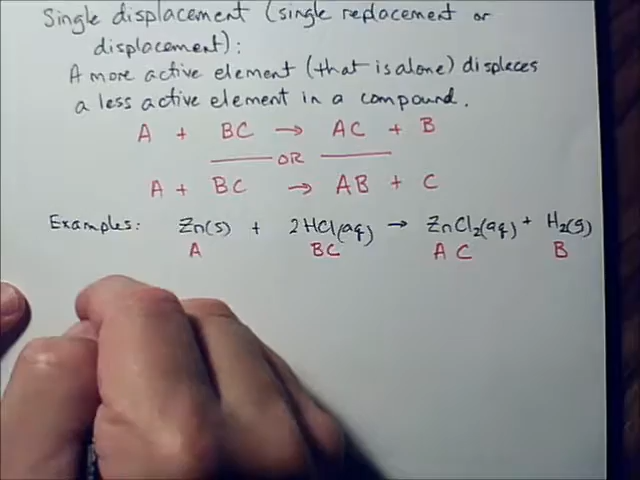 Single displacement (single replacement or
displacement):
A more active element (that is alone) displaces
a less active element in a compound.
A + BC → AC + B
OR
A + BC → AB + C
Examples: Zn(s) + 2HCl(aq) → ZnCl₂(aq) + H₂(g)
A BC A C B